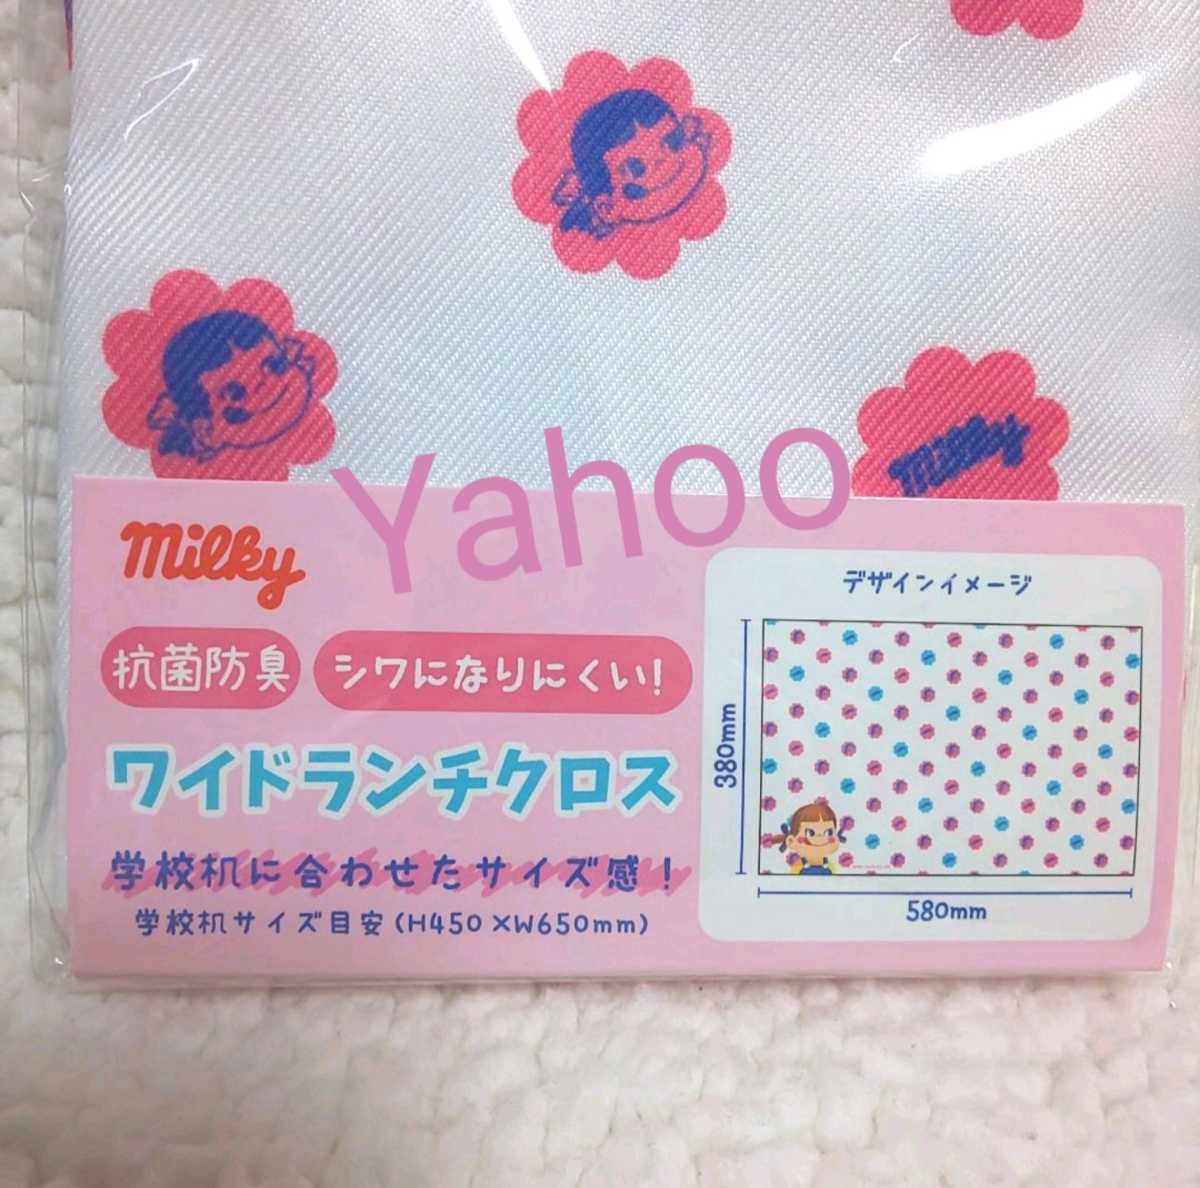 milky
Yahoo
milky
抗菌防臭
シワになりにくい!
ワイドランチクロス
学校机に合わせたサイズ感!
学校机サイズ目安(H450×W650mm)
デザインイメージ
380mm
580mm